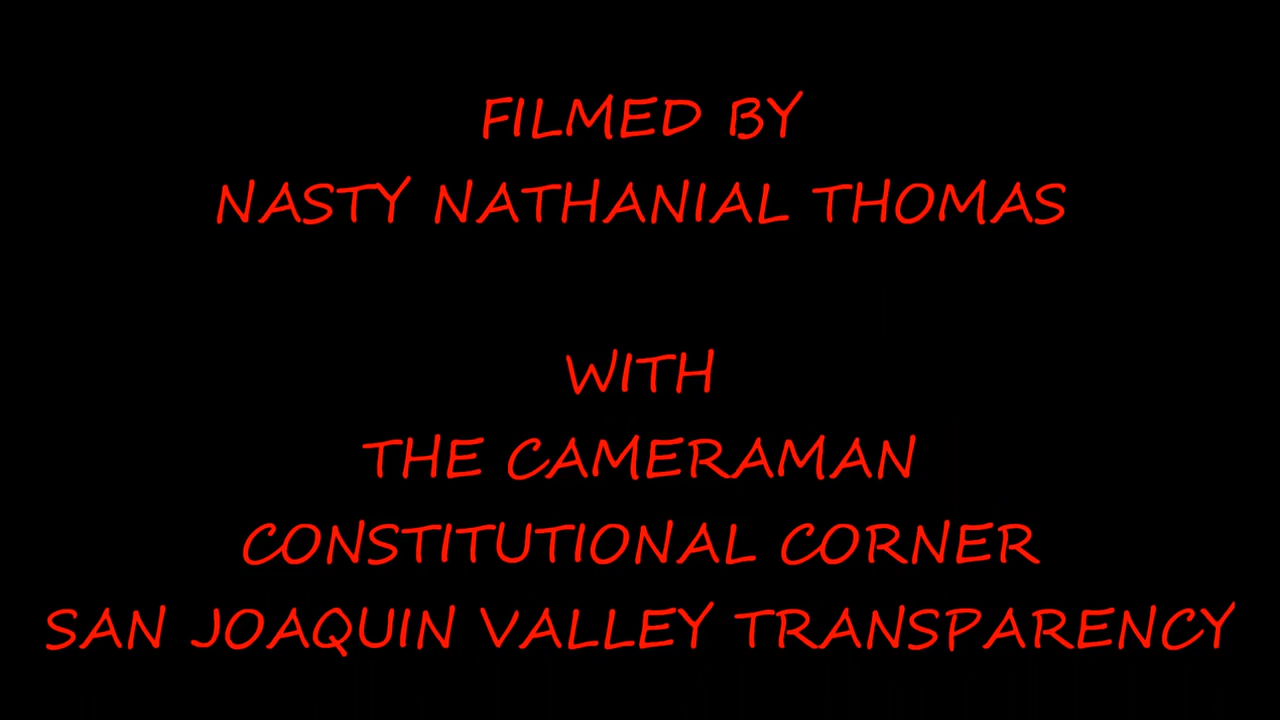 FILMED BY
NASTY NATHANIAL THOMAS
WITH
THE CAMERAMAN
CONSTITUTIONAL CORNER
SAN JOAQUIN VALLEY TRANSPARENCY